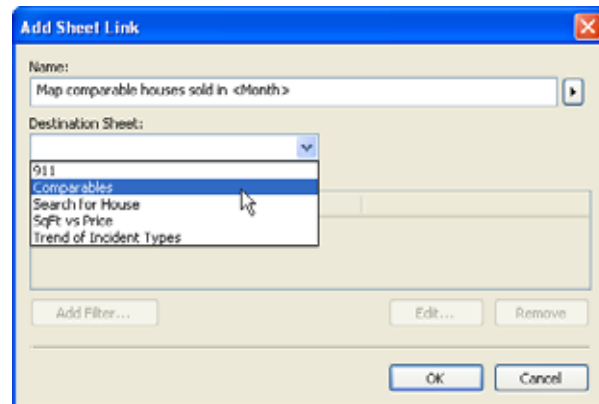 Add Sheet Link
Name:
Map comparable houses sold in <Month>
Destination Sheet:
911
Comparables
Search for House
SqFt vs Price
Trend of Incident Types
Add Filter... Edit... Remove
OK Cancel